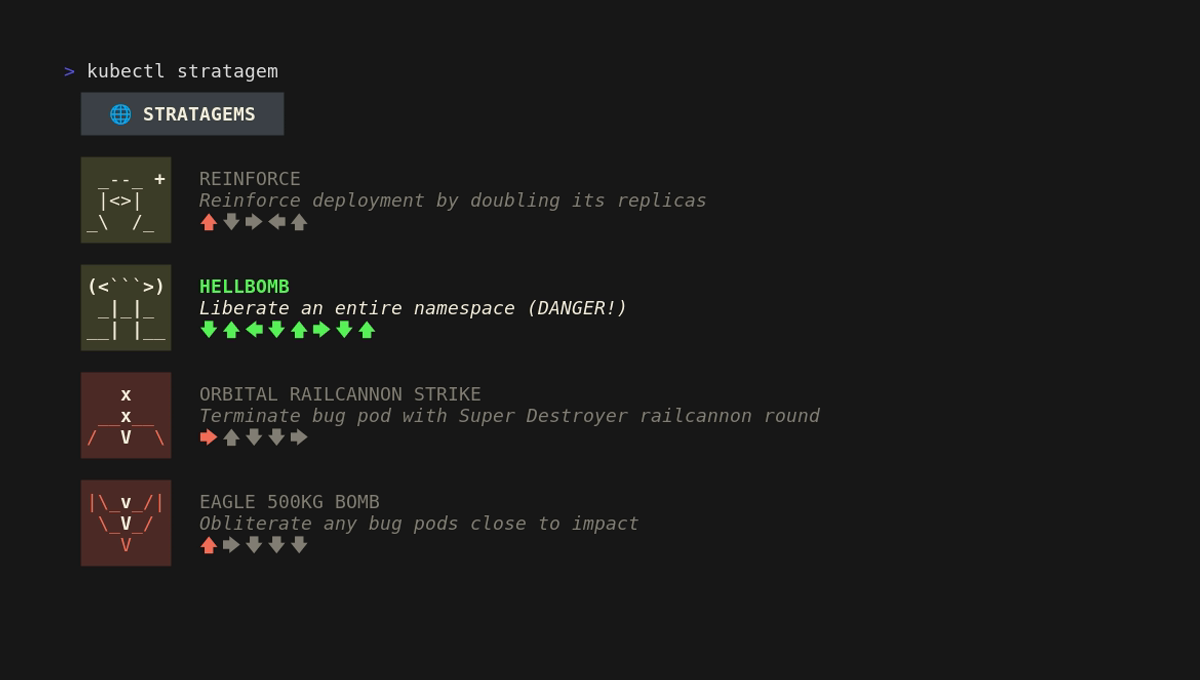 > kubectl stratagem
🌐 STRATAGEMS
_--_ +
|<>|
_\  /_
REINFORCE
Reinforce deployment by doubling its replicas
🡅 🡇 🡆 🡄 🡅
(<```>)
_|_|_
__| |__
HELLBOMB
Liberate an entire namespace (DANGER!)
🡇 🡅 🡄 🡇 🡅 🡆 🡇 🡅
x
__x__
/  V  \
ORBITAL RAILCANNON STRIKE
Terminate bug pod with Super Destroyer railcannon round
🡆 🡅 🡇 🡇 🡆
|\_v_/|
\_V_/
V
EAGLE 500KG BOMB
Obliterate any bug pods close to impact
🡅 🡆 🡇 🡇 🡇